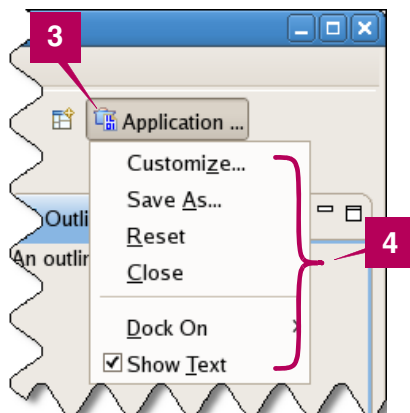 3
Application ...
Customize...
Save As...
Outli
Reset
4
An outlin
Close
Dock On
Show Text